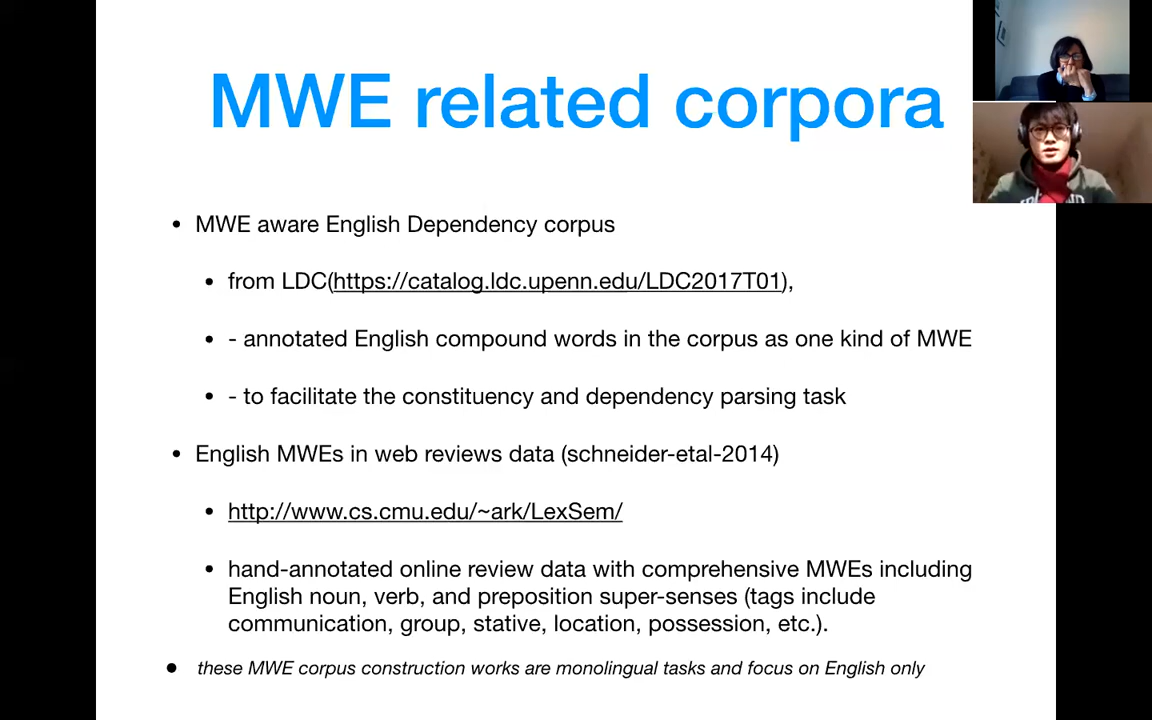 MWE related corpora
• MWE aware English Dependency corpus
• from LDC(https://catalog.ldc.upenn.edu/LDC2017T01),
• - annotated English compound words in the corpus as one kind of MWE
• - to facilitate the constituency and dependency parsing task
• English MWEs in web reviews data (schneider-etal-2014)
• http://www.cs.cmu.edu/~ark/LexSem/
• hand-annotated online review data with comprehensive MWEs including
English noun, verb, and preposition super-senses (tags include
communication, group, stative, location, possession, etc.).
• these MWE corpus construction works are monolingual tasks and focus on English only